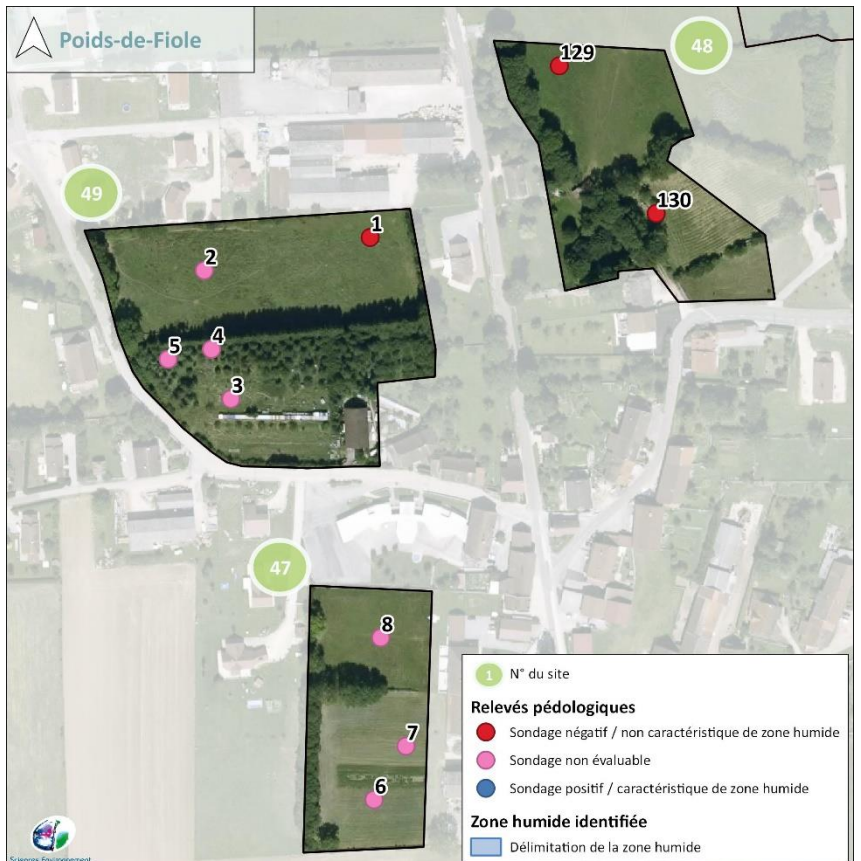 Poids-de-Fiole
48
129
130
49
1
2
4
5
3
47
8
7
6
1 N° du site
Relevés pédologiques
Sondage négatif / non caractéristique de zone humide
Sondage non évaluable
Sondage positif / caractéristique de zone humide
Zone humide identifiée
Délimitation de la zone humide
Sciences Environnement